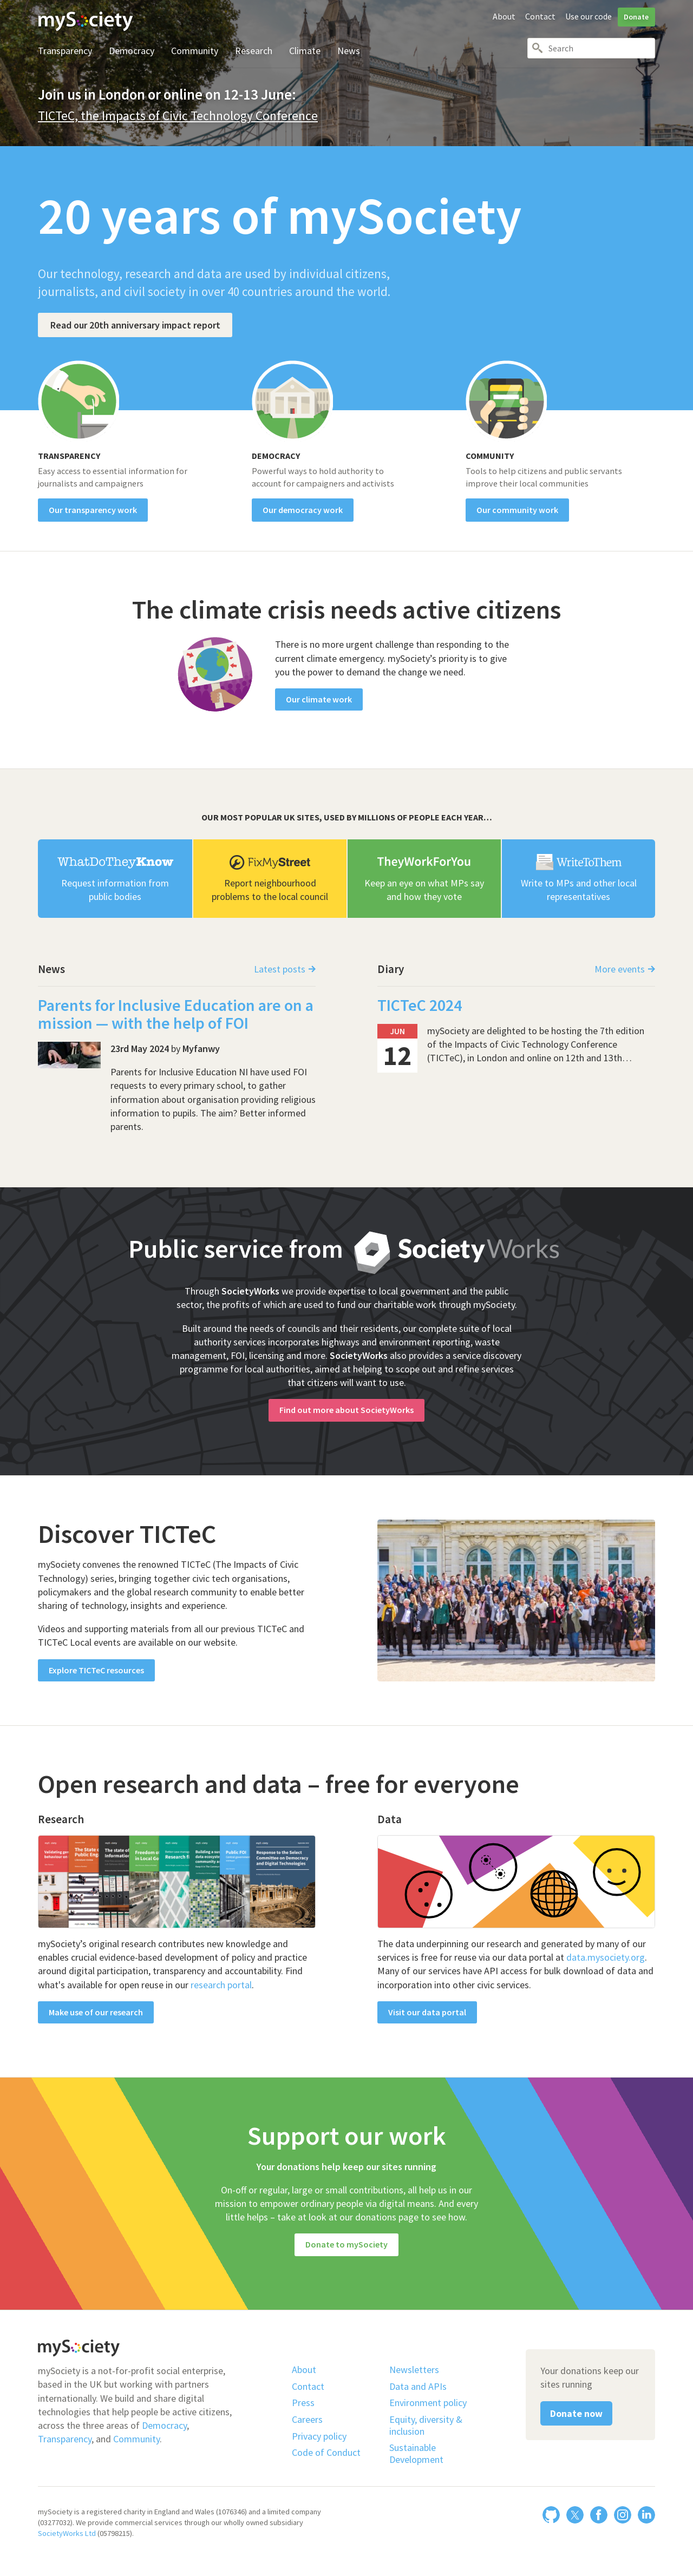 mySociety
About Contact Use our code Donate
Transparency Democracy Community Research Climate News
Search
Join us in London or online on 12-13 June:
TICTeC, the Impacts of Civic Technology Conference
20 years of mySociety
Our technology, research and data are used by individual citizens,
journalists, and civil society in over 40 countries around the world.
Read our 20th anniversary impact report
TRANSPARENCY
Easy access to essential information for
journalists and campaigners
Our transparency work
DEMOCRACY
Powerful ways to hold authority to
account for campaigners and activists
Our democracy work
COMMUNITY
Tools to help citizens and public servants
improve their local communities
Our community work
The climate crisis needs active citizens
There is no more urgent challenge than responding to the
current climate emergency. mySociety’s priority is to give
you the power to demand the change we need.
Our climate work
OUR MOST POPULAR UK SITES, USED BY MILLIONS OF PEOPLE EACH YEAR…
WhatDoTheyKnow
Request information from
public bodies
FixMyStreet
Report neighbourhood
problems to the local council
TheyWorkForYou
Keep an eye on what MPs say
and how they vote
WriteToThem
Write to MPs and other local
representatives
News
Latest posts
Parents for Inclusive Education are on a
mission — with the help of FOI
23rd May 2024 by Myfanwy
Parents for Inclusive Education NI have used FOI
requests to every primary school, to gather
information about organisation providing religious
information to pupils. The aim? Better informed
parents.
Diary
More events
TICTeC 2024
JUN
12
mySociety are delighted to be hosting the 7th edition
of the Impacts of Civic Technology Conference
(TICTeC), in London and online on 12th and 13th…
Public service from SocietyWorks
Through SocietyWorks we provide expertise to local government and the public
sector, the profits of which are used to fund our charitable work through mySociety.
Built around the needs of councils and their residents, our complete suite of local
authority services incorporates highways and environment reporting, waste
management, FOI, licensing and more. SocietyWorks also provides a service discovery
programme for local authorities, aimed at helping to scope out and refine services
that citizens will want to use.
Find out more about SocietyWorks
Discover TICTeC
mySociety convenes the renowned TICTeC (The Impacts of Civic
Technology) series, bringing together civic tech organisations,
policymakers and the global research community to enable better
sharing of technology, insights and experience.
Videos and supporting materials from all our previous TICTeC and
TICTeC Local events are available on our website.
Explore TICTeC resources
Open research and data – free for everyone
Research
Response to the Select
Committee on Democracy
and Digital Technologies
mySociety’s original research contributes new knowledge and
enables crucial evidence-based development of policy and practice
around digital participation, transparency and accountability. Find
what's available for open reuse in our research portal.
Make use of our research
Data
The data underpinning our research and generated by many of our
services is free for reuse via our data portal at data.mysociety.org.
Many of our services have API access for bulk download of data and
incorporation into other civic services.
Visit our data portal
Support our work
Your donations help keep our sites running
On-off or regular, large or small contributions, all help us in our
mission to empower ordinary people via digital means. And every
little helps – take at look at our donations page to see how.
Donate to mySociety
mySociety
mySociety is a not-for-profit social enterprise,
based in the UK but working with partners
internationally. We build and share digital
technologies that help people be active citizens,
across the three areas of Democracy,
Transparency, and Community.
About
Contact
Press
Careers
Privacy policy
Code of Conduct
Newsletters
Data and APIs
Environment policy
Equity, diversity &
inclusion
Sustainable
Development
Your donations keep our
sites running
Donate now
mySociety is a registered charity in England and Wales (1076346) and a limited company
(03277032). We provide commercial services through our wholly owned subsidiary
SocietyWorks Ltd (05798215).